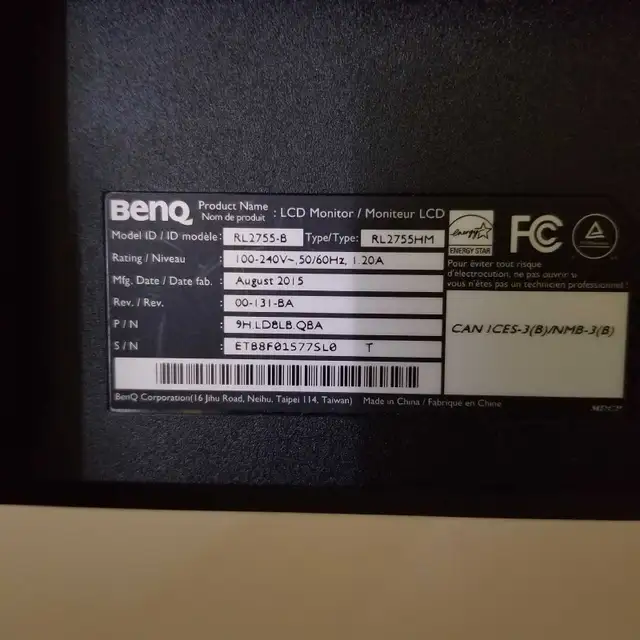 BenQ Product Name : LCD Monitor / Moniteur LCD
Nom de produit
Model ID / ID modèle: RL2755-B Type/Type: RL2755HM
Rating / Niveau : 100-240V~,50/60Hz, 1.20A
Mfg. Date / Date fab. : August 2015
Rev. / Rev. : 00-131-BA
P/N : 9H.LD8LB.QBA
S/N : ETB8F01577SL0 T
BenQ Corporation(16 Jihu Road, Neihu, Taipei 114, Taiwan) Made in China / Fabrique en Chine
energy
ENERGY STAR
FC
Pour éviter tout risque
d'électrocution, ne pas ouvrir si
vous n'êtes pas un technicien professionnel !
CAN ICES-3(B)/NMB-3(B)